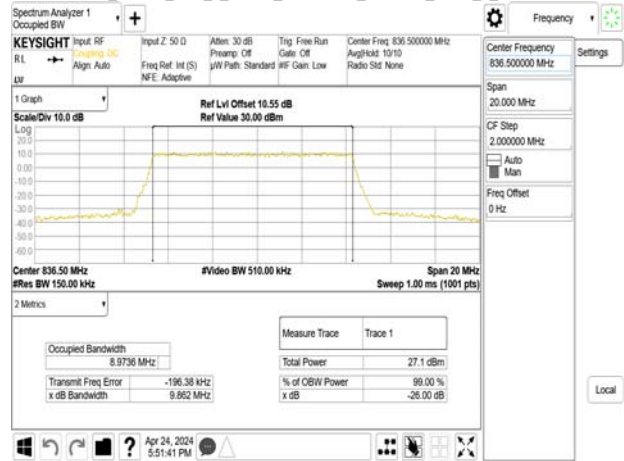 Spectrum Analyzer 1
Occupied BW
Frequency
KEYSIGHT
RL
Input: RF
Coupling: DC
Align: Auto
Input Z: 50 Ω
Freq Ref: Int (S)
NFE: Adaptive
Atten: 30 dB
Preamp: Off
µW Path: Standard
Trig: Free Run
Gate: Off
#IF Gain: Low
Center Freq: 836.500000 MHz
Avg|Hold: 10/10
Radio Std: None
Center Frequency
836.500000 MHz
Settings
Span
20.000 MHz
CF Step
2.000000 MHz
Auto
Man
Freq Offset
0 Hz
Local
1 Graph
Scale/Div 10.0 dB
Ref Lvl Offset 10.55 dB
Ref Value 30.00 dBm
Log
20.0
10.0
0.00
-10.0
-20.0
-30.0
-40.0
-50.0
-60.0
Center 836.50 MHz
#Video BW 510.00 kHz
Span 20 MHz
#Res BW 150.00 kHz
Sweep 1.00 ms (1001 pts)
2 Metrics
Measure Trace Trace 1
Occupied Bandwidth
8.9736 MHz
Total Power 27.1 dBm
Transmit Freq Error -196.38 kHz
% of OBW Power 99.00 %
x dB Bandwidth 9.862 MHz
x dB -26.00 dB
?
Apr 24, 2024
5:51:41 PM